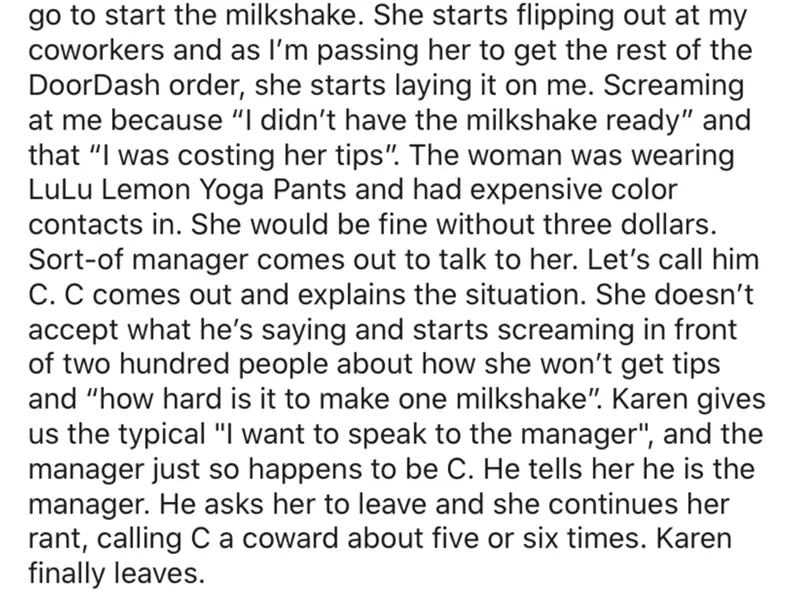 go to start the milkshake. She starts flipping out at my
coworkers and as I’m passing her to get the rest of the
DoorDash order, she starts laying it on me. Screaming
at me because “I didn’t have the milkshake ready” and
that “I was costing her tips”. The woman was wearing
LuLu Lemon Yoga Pants and had expensive color
contacts in. She would be fine without three dollars.
Sort-of manager comes out to talk to her. Let’s call him
C. C comes out and explains the situation. She doesn’t
accept what he’s saying and starts screaming in front
of two hundred people about how she won’t get tips
and “how hard is it to make one milkshake”. Karen gives
us the typical "I want to speak to the manager", and the
manager just so happens to be C. He tells her he is the
manager. He asks her to leave and she continues her
rant, calling C a coward about five or six times. Karen
finally leaves.